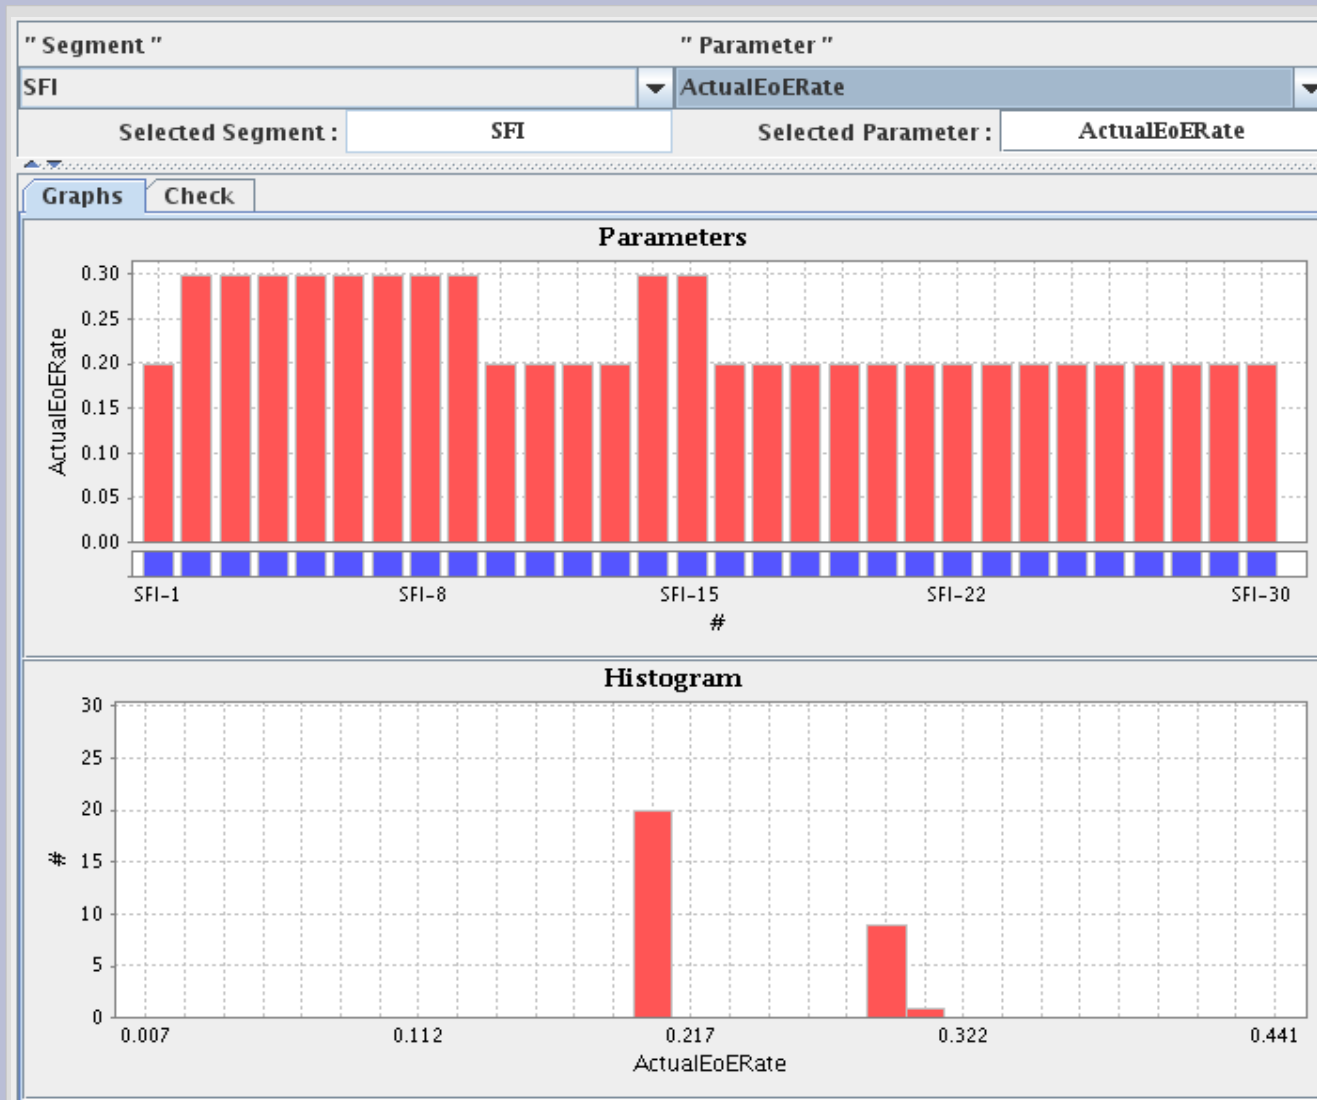 " Segment " " Parameter "
SFI ActualEoERate
Selected Segment : SFI Selected Parameter : ActualEoERate
Graphs Check
Parameters
0.30
0.25
0.20
0.15
0.10
0.05
0.00
ActualEoERate
SFI-1 SFI-8 SFI-15 SFI-22 SFI-30
#
Histogram
30
25
20
15
10
5
0
#
0.007 0.112 0.217 0.322 0.441
ActualEoERate